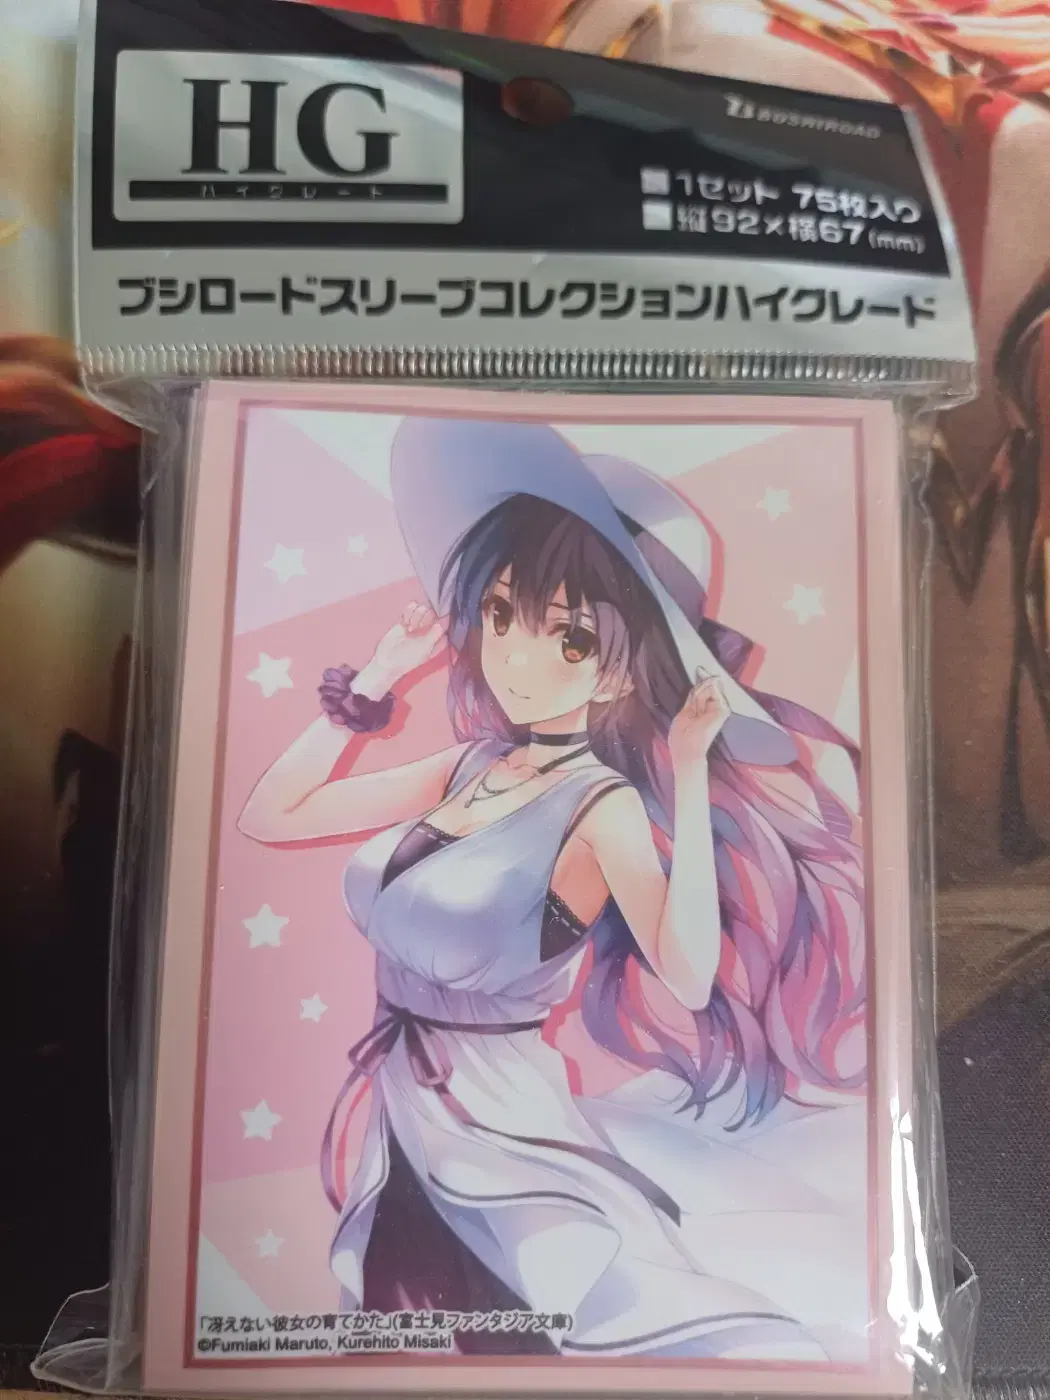 HG
ハイグレード
BUSHIROAD
■1セット 75枚入り
■縦92×横67(mm)
ブシロードスリーブコレクションハイグレード
「冴えない彼女の育てかた」(富士見ファンタジア文庫)
©Fumiaki Maruto, Kurehito Misaki